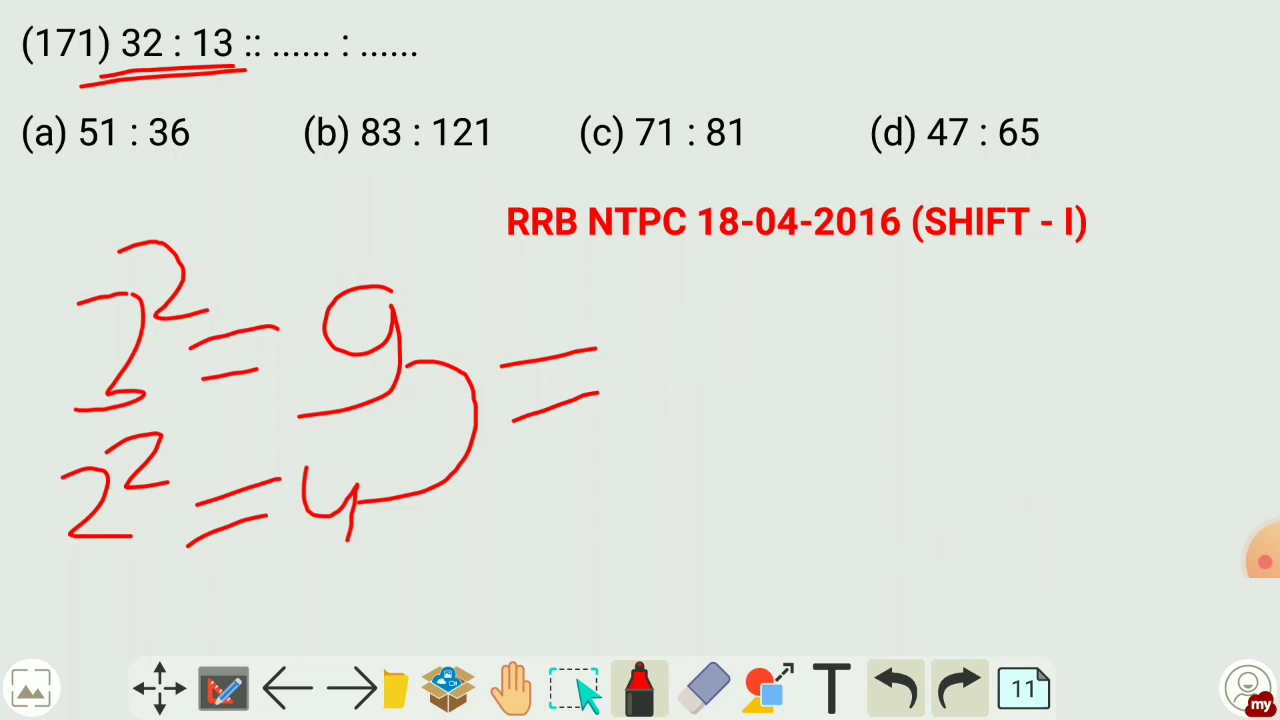 (171) 32 : 13 :: ...... : ......
(a) 51 : 36 (b) 83 : 121 (c) 71 : 81 (d) 47 : 65
RRB NTPC 18-04-2016 (SHIFT - I)
3² = 9 =
2² = 4
T 11
my